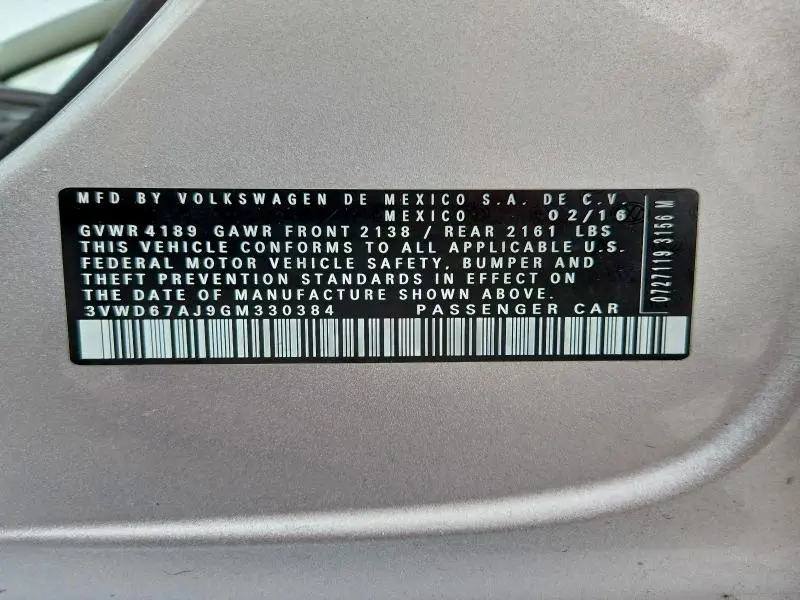 MFD BY VOLKSWAGEN DE MEXICO S.A. DE C.V.
MEXICO 02/16
GVWR 4189 GAWR FRONT 2138 / REAR 2161 LBS
THIS VEHICLE CONFORMS TO ALL APPLICABLE U.S.
FEDERAL MOTOR VEHICLE SAFETY, BUMPER AND
THEFT PREVENTION STANDARDS IN EFFECT ON
THE DATE OF MANUFACTURE SHOWN ABOVE.
3VWD67AJ9GM330384 PASSENGER CAR
0727119 3156 M